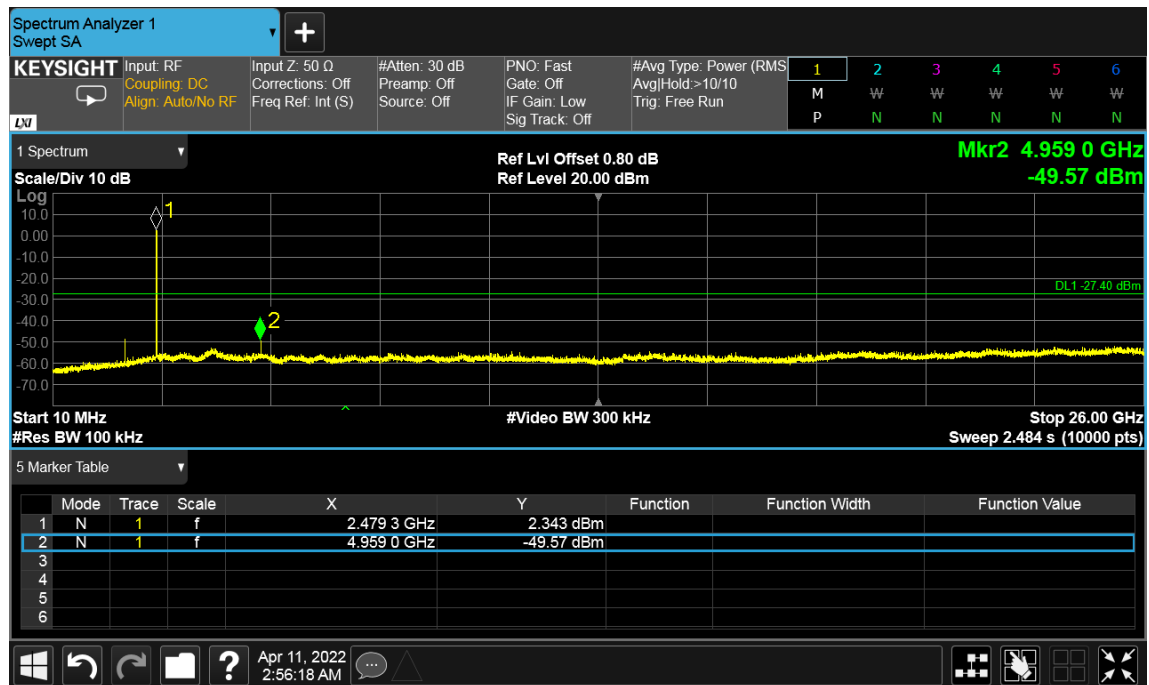 Spectrum Analyzer 1
Swept SA
+
KEYSIGHT Input: RF Input Z: 50 Ω #Atten: 30 dB PNO: Fast #Avg Type: Power (RMS 1 2 3 4 5 6
Coupling: DC Corrections: Off Preamp: Off Gate: Off Avg|Hold:>10/10 M W W W W W
Align: Auto/No RF Freq Ref: Int (S) Source: Off IF Gain: Low Trig: Free Run
LXI Sig Track: Off P N N N N N
1 Spectrum
Scale/Div 10 dB
Ref Lvl Offset 0.80 dB
Ref Level 20.00 dBm
Mkr2 4.959 0 GHz
-49.57 dBm
Log
10.0
0.00
-10.0
-20.0
-30.0
-40.0
-50.0
-60.0
-70.0
1
2
DL1 -27.40 dBm
Start 10 MHz #Video BW 300 kHz Stop 26.00 GHz
#Res BW 100 kHz Sweep 2.484 s (10000 pts)
5 Marker Table
Mode Trace Scale X Y Function Function Width Function Value
1 N 1 f 2.479 3 GHz 2.343 dBm
2 N 1 f 4.959 0 GHz -49.57 dBm
3
4
5
6
? Apr 11, 2022
2:56:18 AM